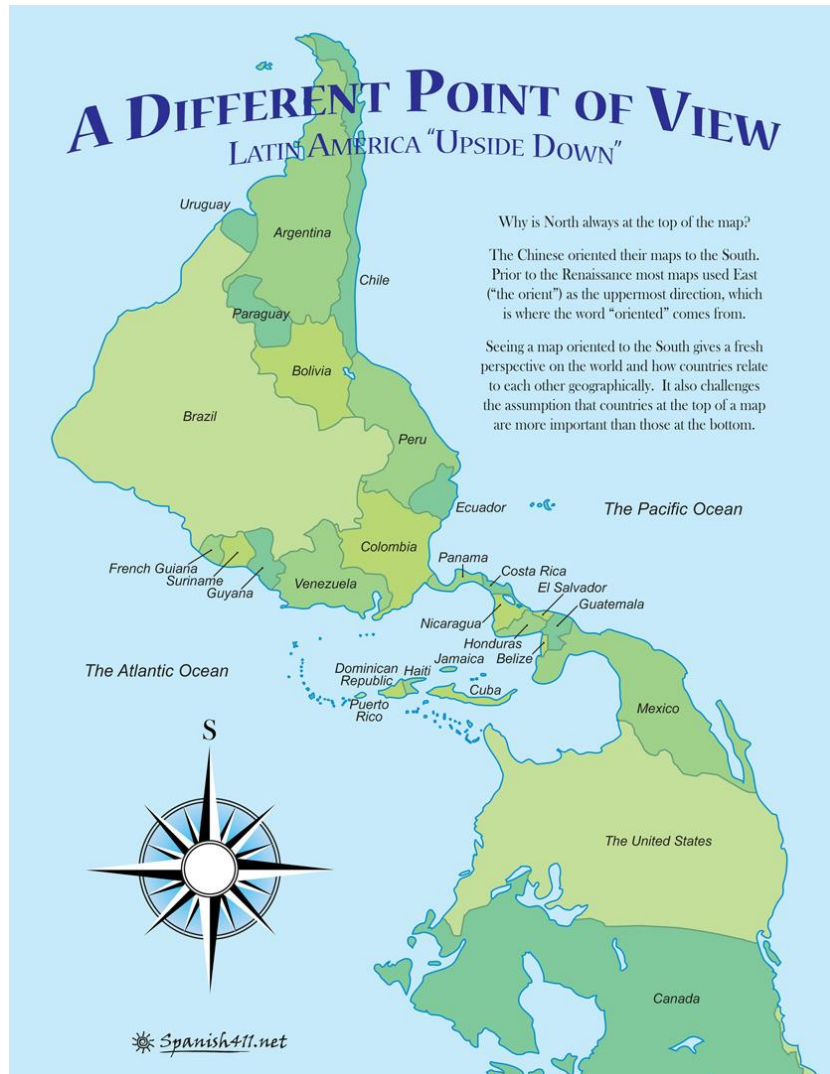 A DIFFERENT POINT OF VIEW
LATIN AMERICA “UPSIDE DOWN”
Why is North always at the top of the map?
The Chinese oriented their maps to the South.
Prior to the Renaissance most maps used East
(“the orient”) as the uppermost direction, which
is where the word “oriented” comes from.
Seeing a map oriented to the South gives a fresh
perspective on the world and how countries relate
to each other geographically. It also challenges
the assumption that countries at the top of a map
are more important than those at the bottom.
Uruguay
Argentina
Chile
Paraguay
Bolivia
Brazil
Peru
Ecuador
The Pacific Ocean
Colombia
French Guiana
Suriname
Guyana
Venezuela
Panama
Costa Rica
El Salvador
Guatemala
Nicaragua
Honduras
Belize
Jamaica
The Atlantic Ocean
Dominican
Republic
Haiti
Cuba
Puerto
Rico
Mexico
S
The United States
Canada
Spanish411.net